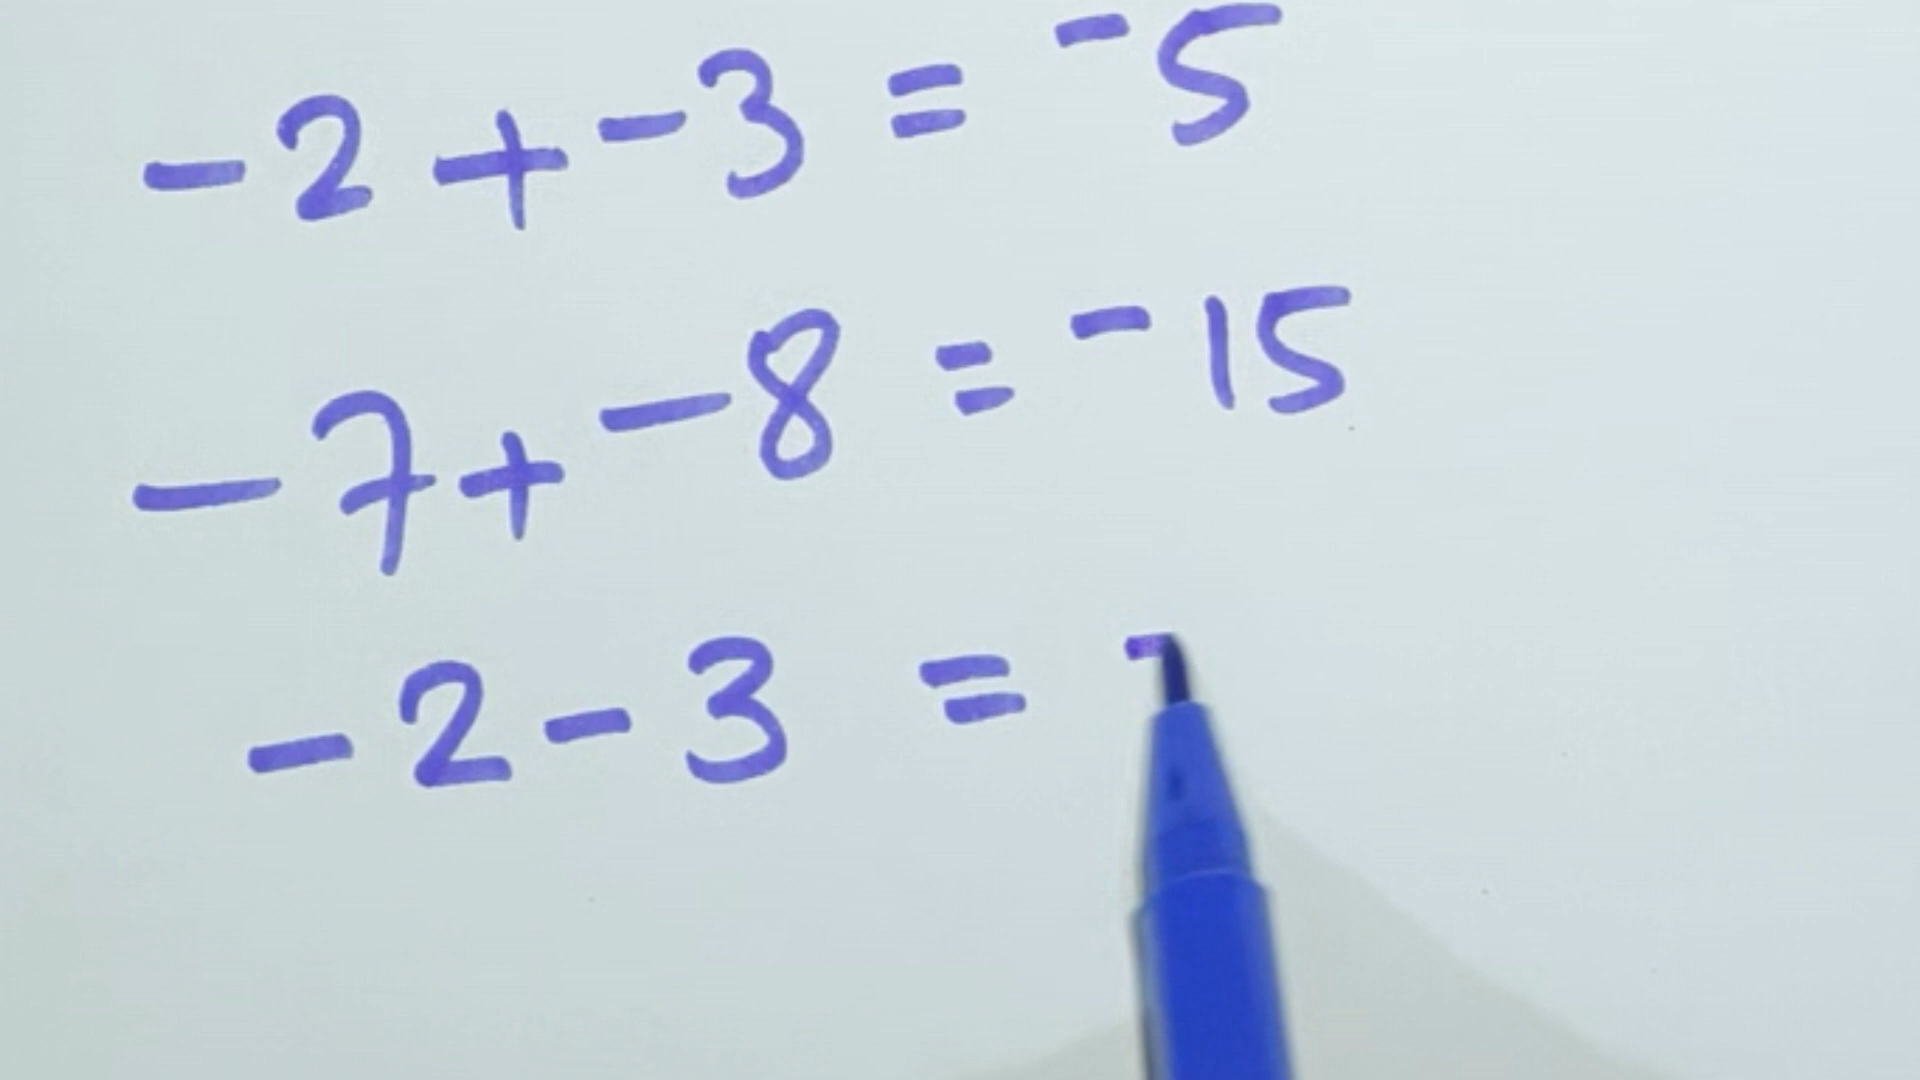 -2 + -3 = -5
-7 + -8 = -15
-2 - 3 = -